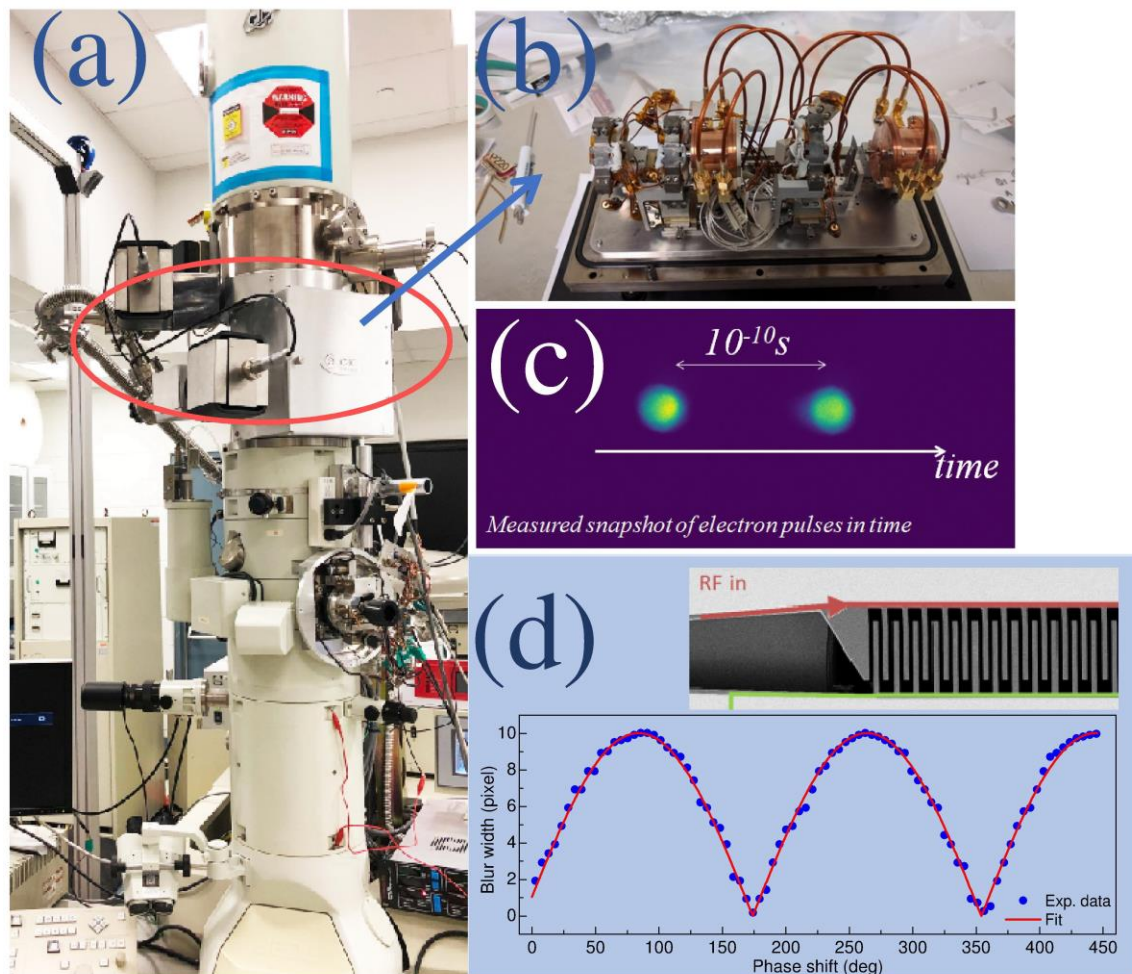 (a)
WARNING
(b)
(c)
10⁻¹⁰s
time
Measured snapshot of electron pulses in time
(d)
RF in
Blur width (pixel)
10
8
6
4
2
0
Exp. data
Fit
0 50 100 150 200 250 300 350 400 450
Phase shift (deg)